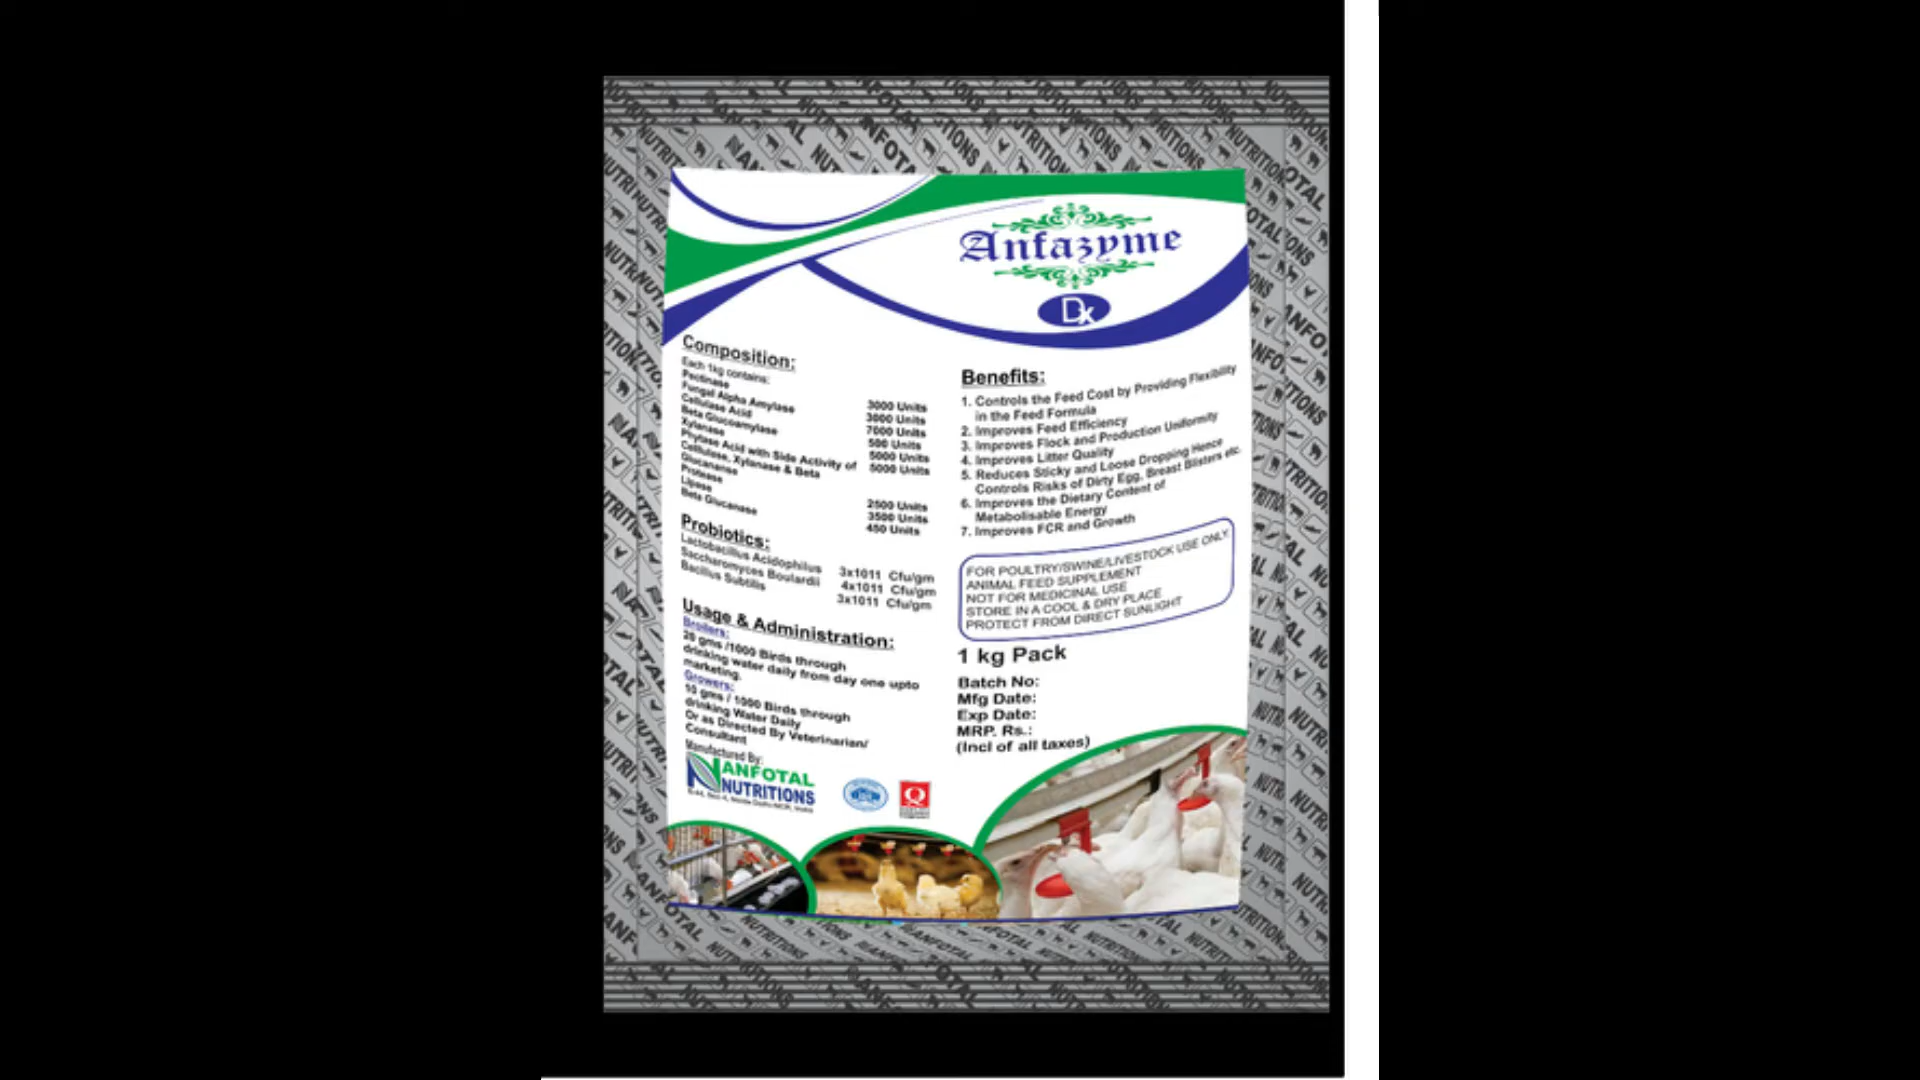 Anfazyme
Dx
Composition:
Each 1kg contains:
Pectinase
Fungal Alpha Amylase 3000 Units
Cellulase Acid 3000 Units
Beta Glucoamylase 7000 Units
Xylanase 500 Units
Phytase Acid with Side Activity of 5000 Units
Cellulose, Xylanase & Beta 5000 Units
Glucananse
Protease
Lipase 2500 Units
Beta Glucanase 3500 Units
450 Units
Probiotics:
Lactobacillus Acidophilus 3x1011 Cfu/gm
Saccharomyces Boulardii 4x1011 Cfu/gm
Bacillus Subtilis 3x1011 Cfu/gm
Usage & Administration:
Broilers:
20 gms /1000 Birds through
drinking water daily from day one upto
marketing.
Growers:
10 gms / 1000 Birds through
drinking Water Daily
Or as Directed By Veterinarian/
Consultant
Manufactured By:
ANFOTAL
NUTRITIONS
Benefits:
1. Controls the Feed Cost by Providing Flexibility
in the Feed Formula
2. Improves Feed Efficiency
3. Improves Flock and Production Uniformity
4. Improves Litter Quality
5. Reduces Sticky and Loose Dropping Hence
Controls Risks of Dirty Egg, Breast Blisters etc.
6. Improves the Dietary Content of
Metabolisable Energy
7. Improves FCR and Growth
FOR POULTRY/SWINE/LIVESTOCK USE ONLY.
ANIMAL FEED SUPPLEMENT
NOT FOR MEDICINAL USE
STORE IN A COOL & DRY PLACE
PROTECT FROM DIRECT SUNLIGHT
1 kg Pack
Batch No:
Mfg Date:
Exp Date:
MRP. Rs.:
(Incl of all taxes)